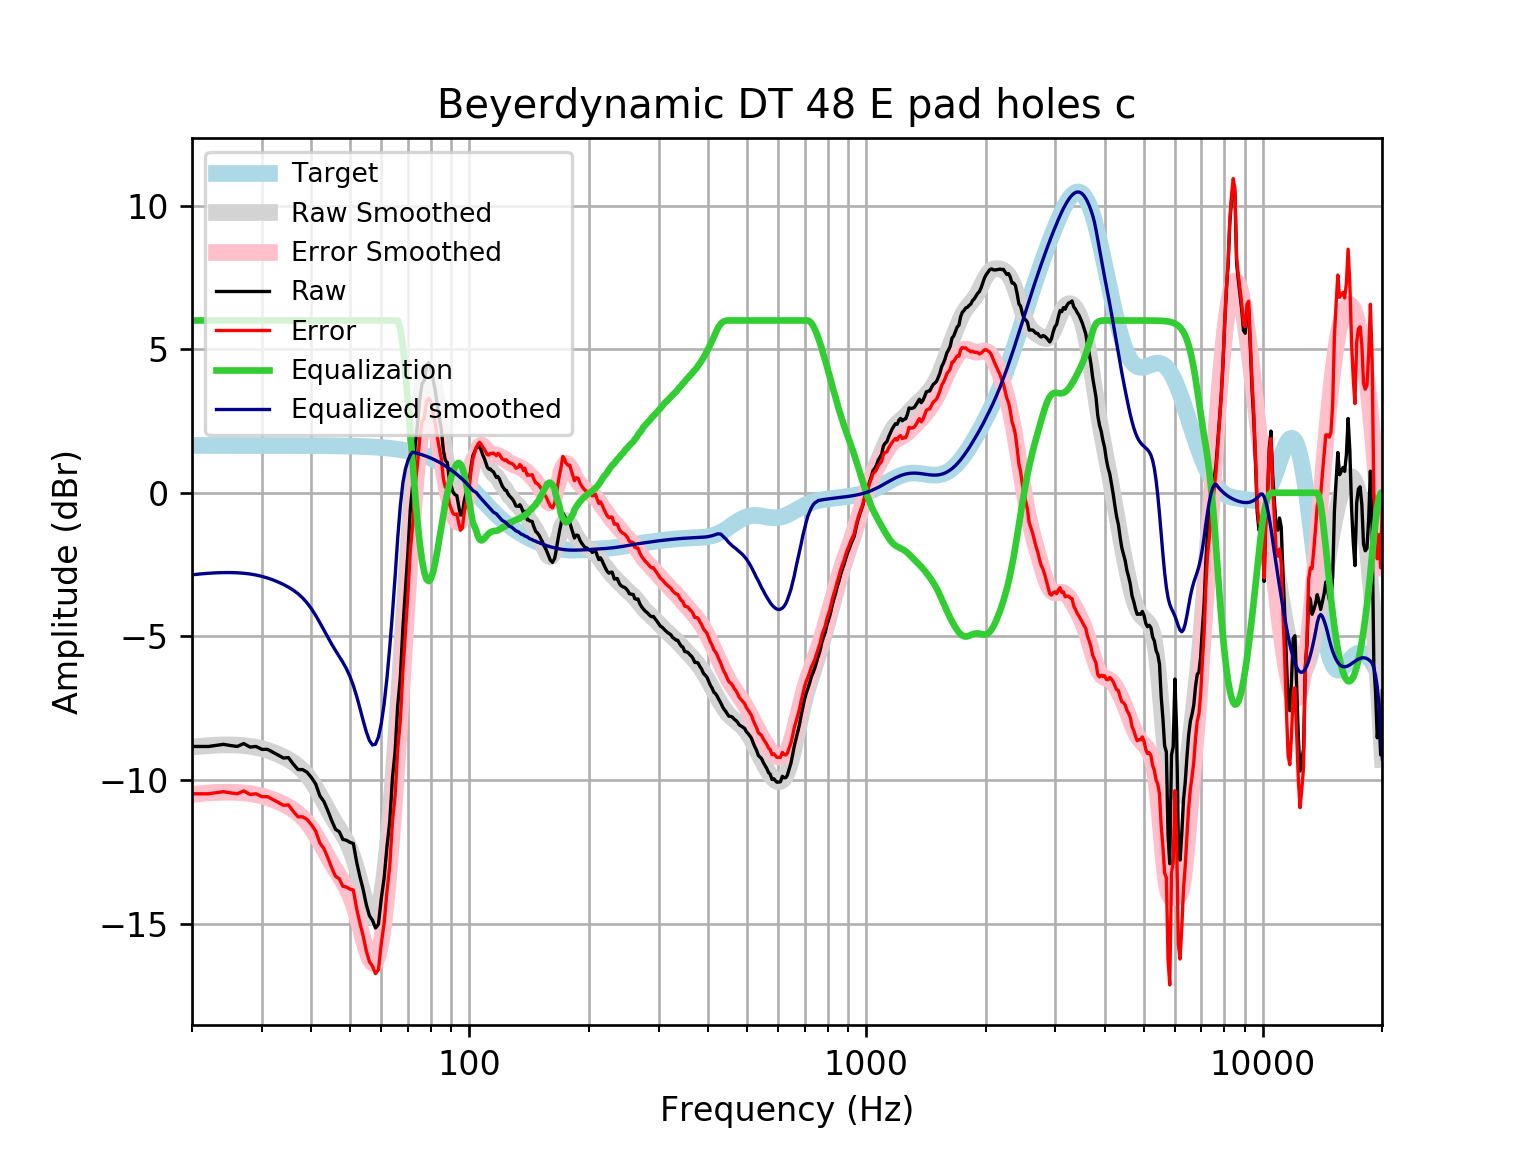 Beyerdynamic DT 48 E pad holes c
Target
Raw Smoothed
Error Smoothed
Raw
Error
Equalization
Equalized smoothed
10
5
0
−5
−10
−15
Amplitude (dBr)
100
1000
10000
Frequency (Hz)